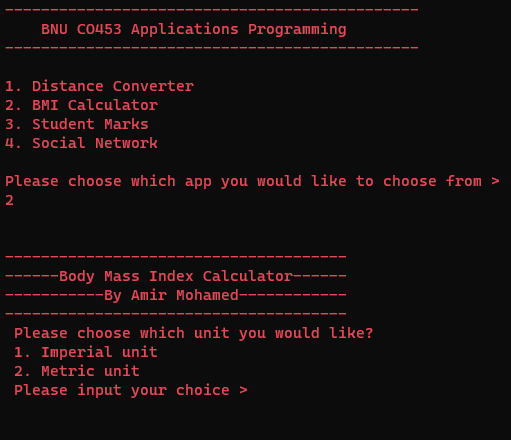 ----------------------------------------------
    BNU CO453 Applications Programming
----------------------------------------------
1. Distance Converter
2. BMI Calculator
3. Student Marks
4. Social Network
Please choose which app you would like to choose from >
2
--------------------------------------
------Body Mass Index Calculator------
-----------By Amir Mohamed------------
--------------------------------------
 Please choose which unit you would like?
 1. Imperial unit
 2. Metric unit
 Please input your choice >